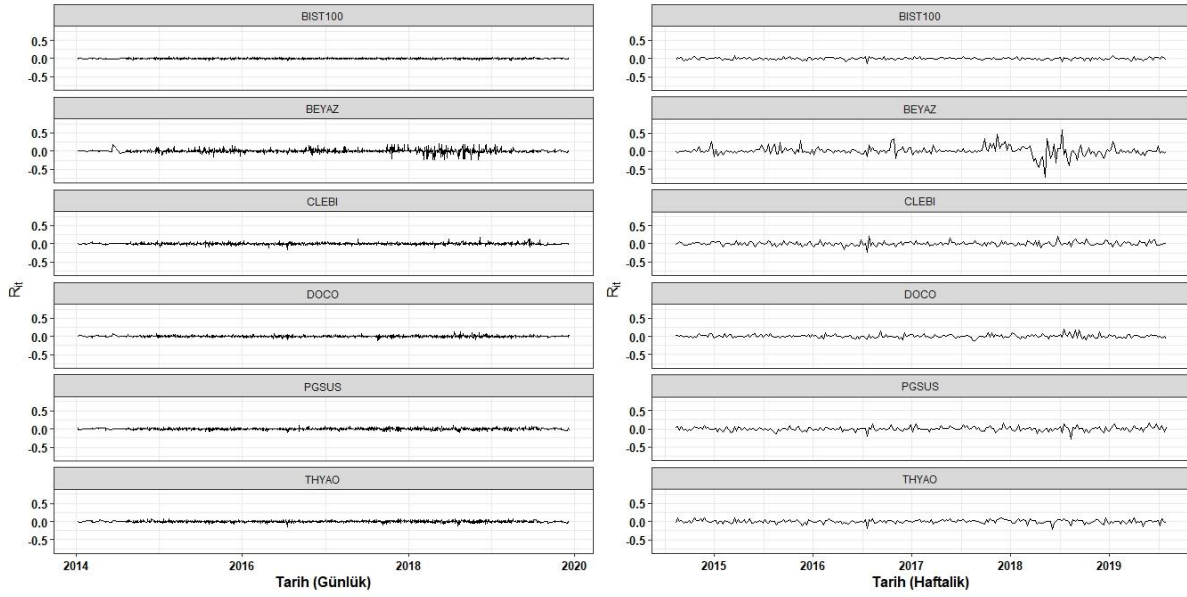 BIST100
0.5
0.0
-0.5
BEYAZ
0.5
0.0
-0.5
CLEBI
0.5
0.0
-0.5
DOCO
0.5
0.0
-0.5
PGSUS
0.5
0.0
-0.5
THYAO
0.5
0.0
-0.5
2014 2016 2018 2020
Tarih (Günlük)
Rit
BIST100
0.5
0.0
-0.5
BEYAZ
0.5
0.0
-0.5
CLEBI
0.5
0.0
-0.5
DOCO
0.5
0.0
-0.5
PGSUS
0.5
0.0
-0.5
THYAO
0.5
0.0
-0.5
2015 2016 2017 2018 2019
Tarih (Haftalik)
Rit